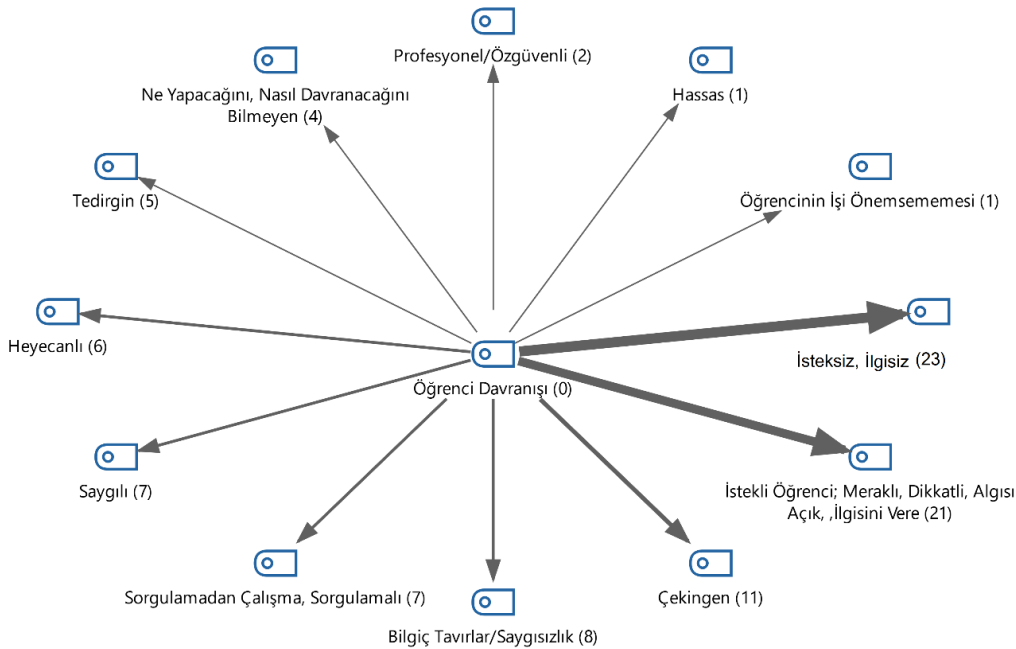 Profesyonel/Özgüvenli (2)
Ne Yapacağını, Nasıl Davranacağını
Bilmeyen (4)
Hassas (1)
Tedirgin (5)
Öğrencinin İşi Önemsememesi (1)
Heyecanlı (6)
İsteksiz, İlgisiz (23)
Öğrenci Davranışı (0)
Saygılı (7)
İstekli Öğrenci; Meraklı, Dikkatli, Algısı
Açık, ,İlgisini Vere (21)
Sorgulamadan Çalışma, Sorgulamalı (7)
Çekingen (11)
Bilgiç Tavırlar/Saygısızlık (8)